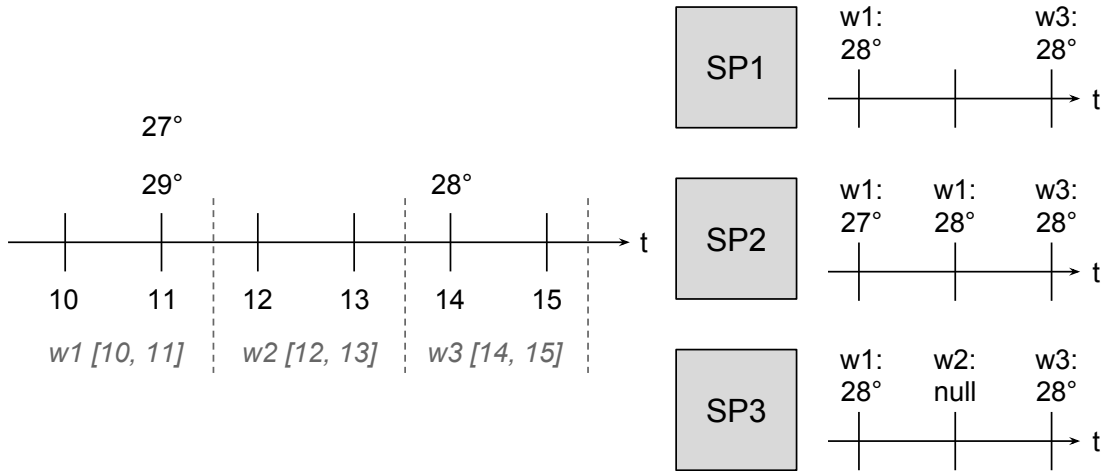 27°
29°
28°
t
10
11
12
13
14
15
w1 [10, 11]
w2 [12, 13]
w3 [14, 15]
SP1
w1:
28°
w3:
28°
t
SP2
w1:
27°
w1:
28°
w3:
28°
t
SP3
w1:
28°
w2:
null
w3:
28°
t